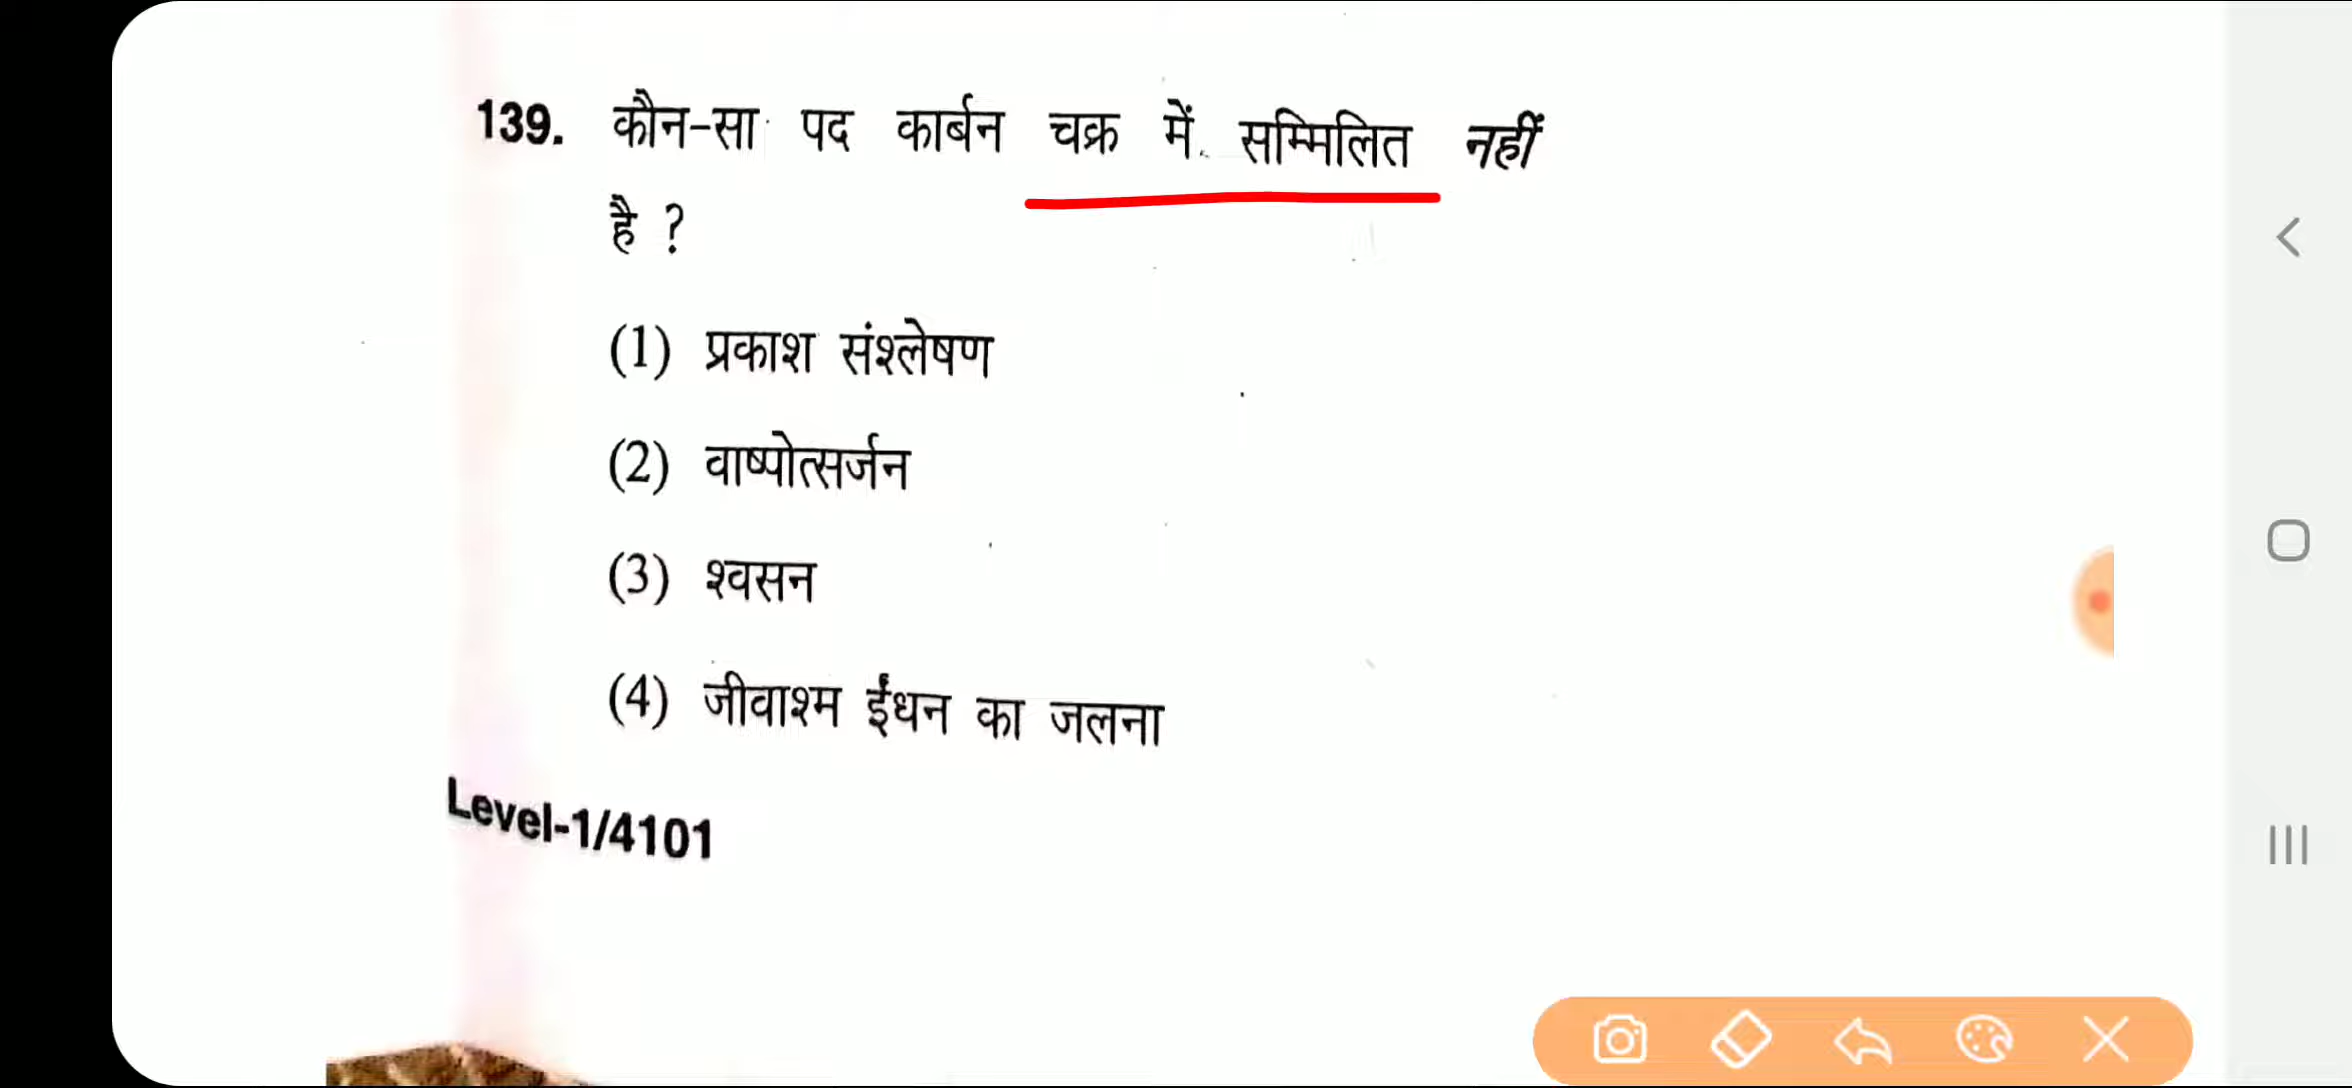 139. कौन-सा पद कार्बन चक्र में सम्मिलित नहीं
है ?
(1) प्रकाश संश्लेषण
(2) वाष्पोत्सर्जन
(3) श्वसन
(4) जीवाश्म ईंधन का जलना
Level-1/4101